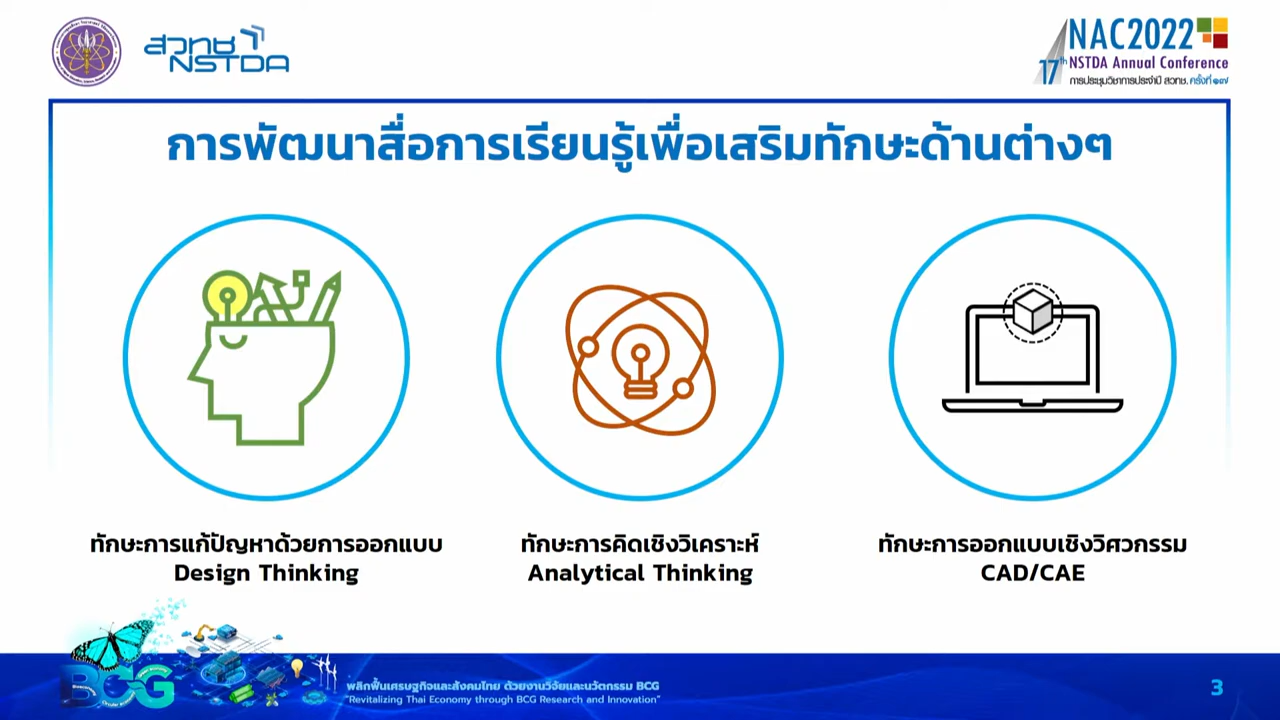 สวทช
NSTDA
NAC2022
17th NSTDA Annual Conference
การประชุมวิชาการประจำปี สวทช. ครั้งที่ ๑๗
การพัฒนาสื่อการเรียนรู้เพื่อเสริมทักษะด้านต่างๆ
ทักษะการแก้ปัญหาด้วยการออกแบบ
Design Thinking
ทักษะการคิดเชิงวิเคราะห์
Analytical Thinking
ทักษะการออกแบบเชิงวิศวกรรม
CAD/CAE
BCG
พลิกฟื้นเศรษฐกิจและสังคมไทย ด้วยงานวิจัยและนวัตกรรม BCG
"Revitalizing Thai Economy through BCG Research and Innovation"
3